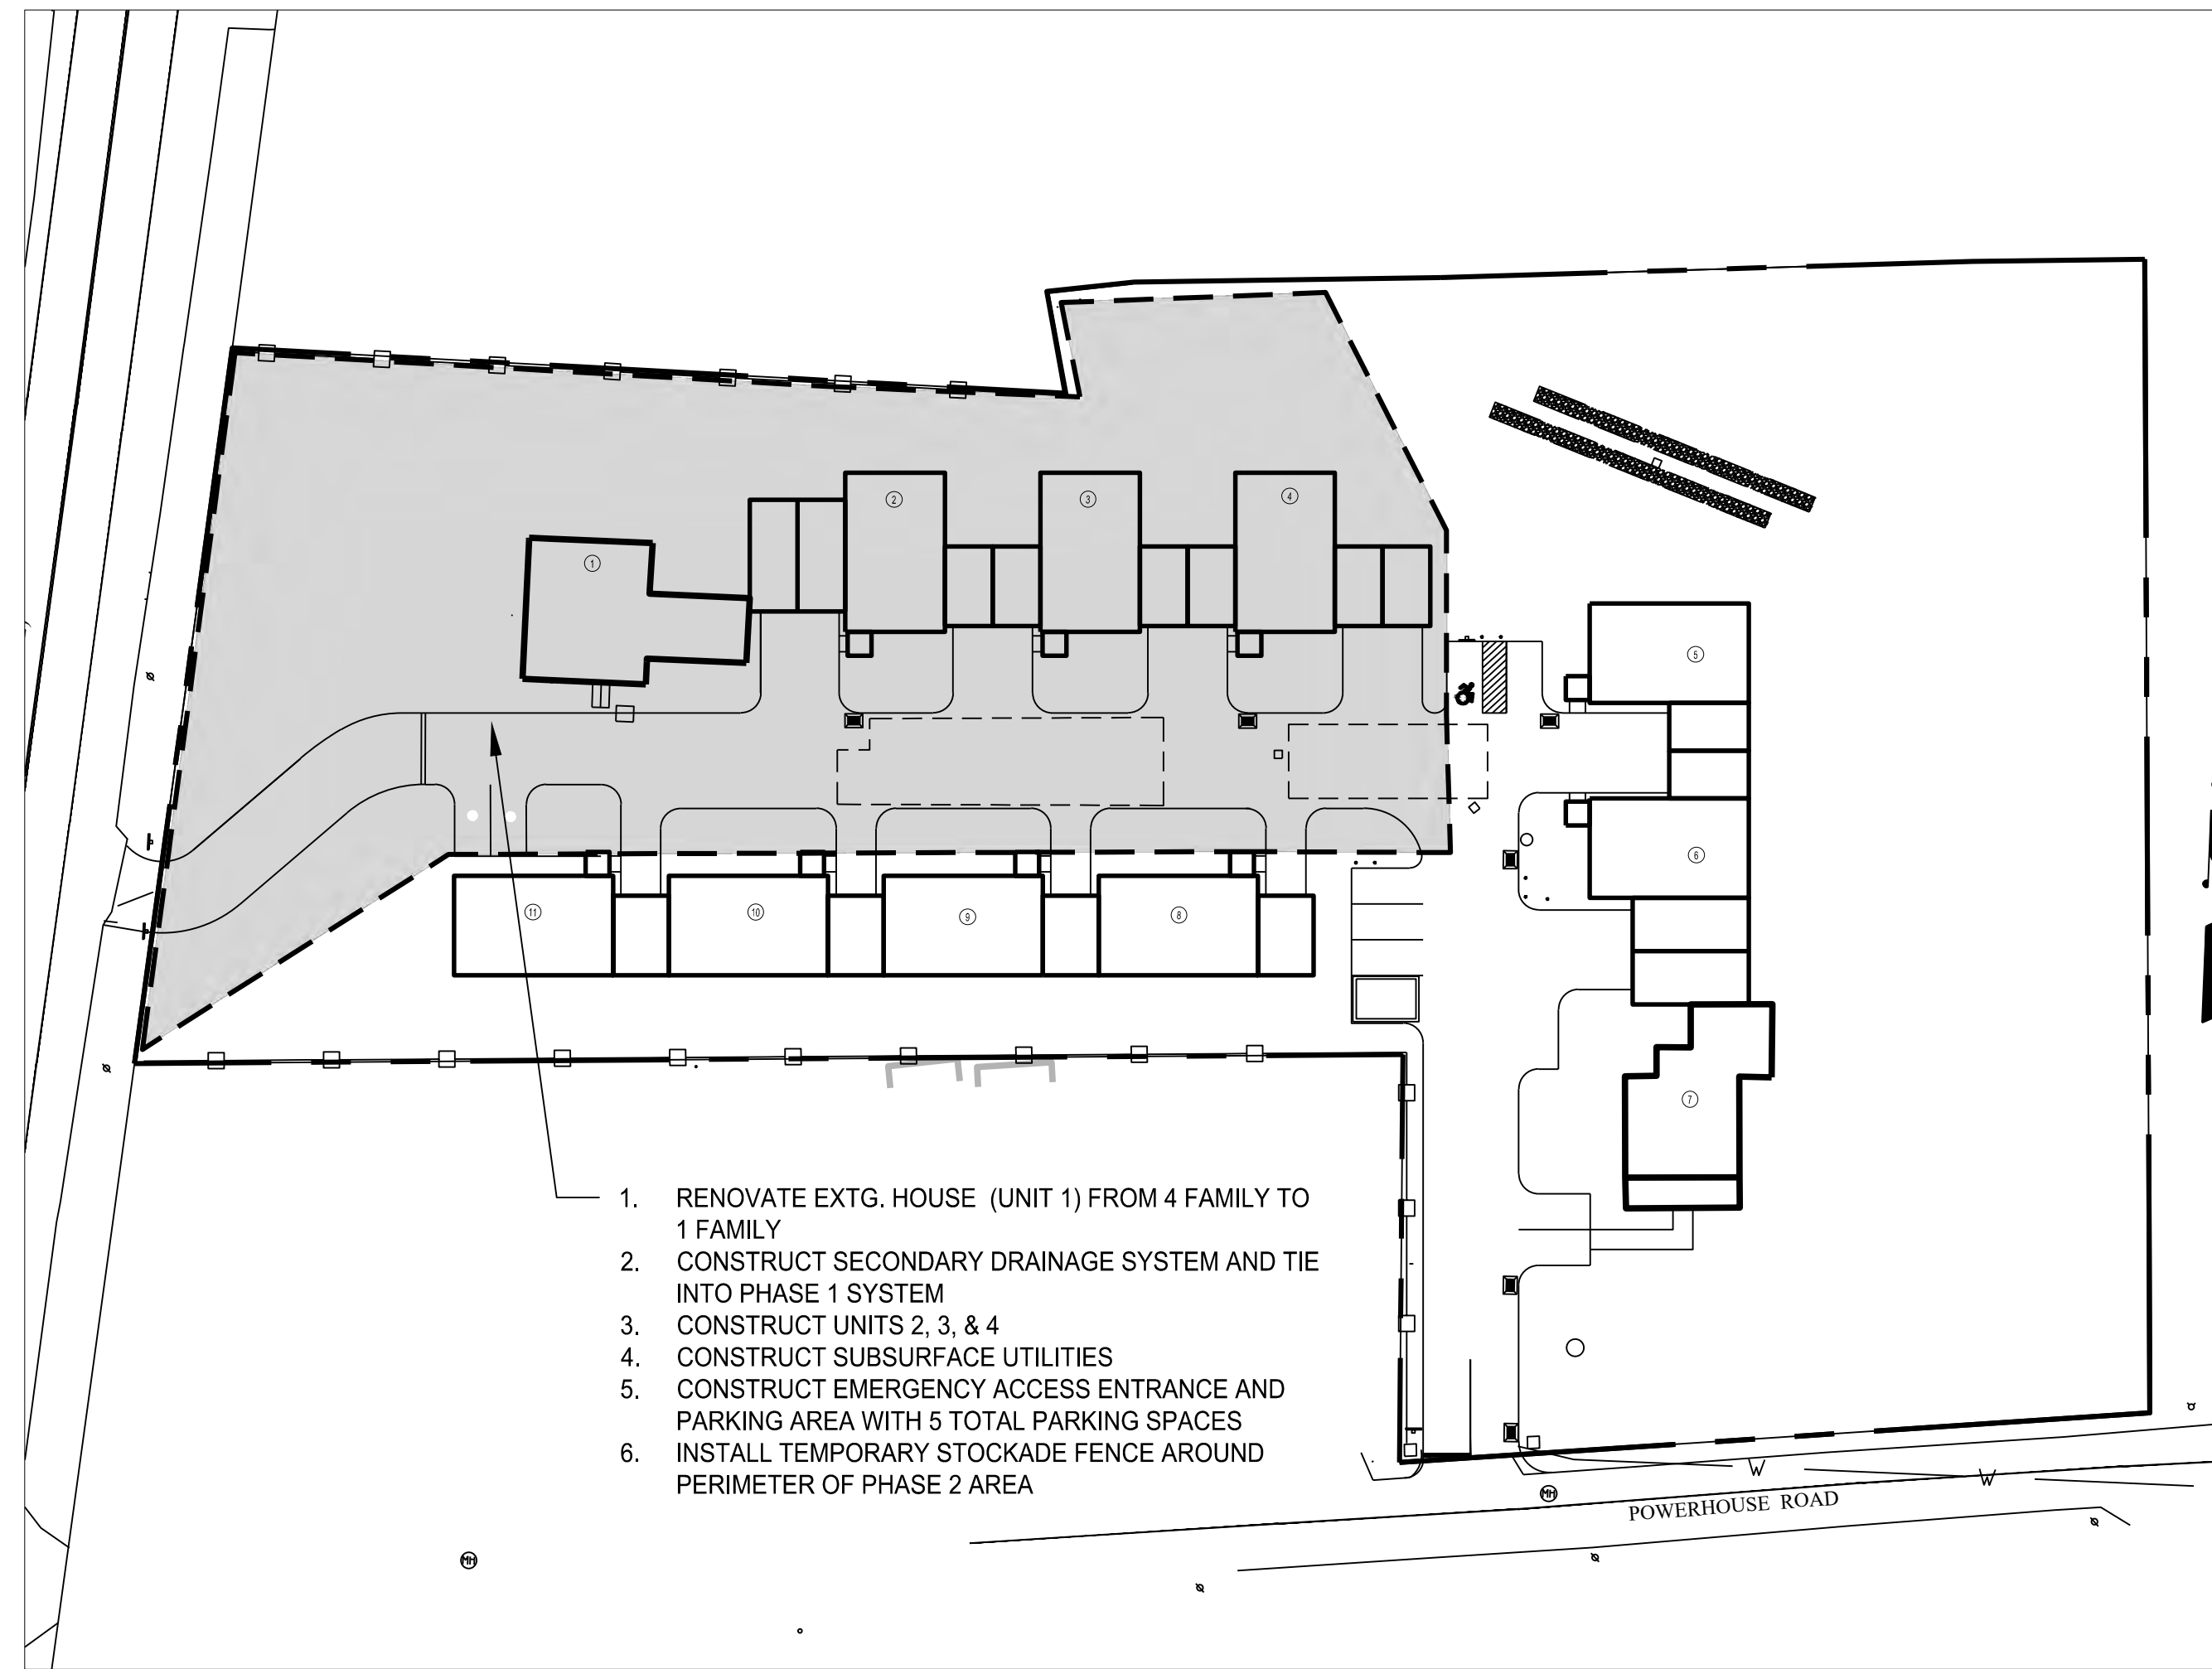 2
3
4
1
5
6
11
10
9
8
7
1. RENOVATE EXTG. HOUSE (UNIT 1) FROM 4 FAMILY TO
1 FAMILY
2. CONSTRUCT SECONDARY DRAINAGE SYSTEM AND TIE
INTO PHASE 1 SYSTEM
3. CONSTRUCT UNITS 2, 3, & 4
4. CONSTRUCT SUBSURFACE UTILITIES
5. CONSTRUCT EMERGENCY ACCESS ENTRANCE AND
PARKING AREA WITH 5 TOTAL PARKING SPACES
6. INSTALL TEMPORARY STOCKADE FENCE AROUND
PERIMETER OF PHASE 2 AREA
W
W
MH
POWERHOUSE ROAD
MH